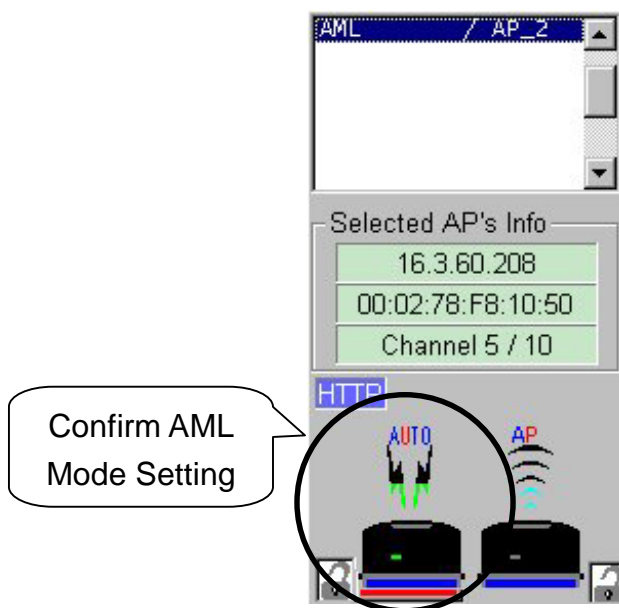 AML / AP_2
Selected AP's Info
16.3.60.208
00:02:78:F8:10:50
Channel 5 / 10
HTTP
Confirm AML
Mode Setting
AUTO
AP